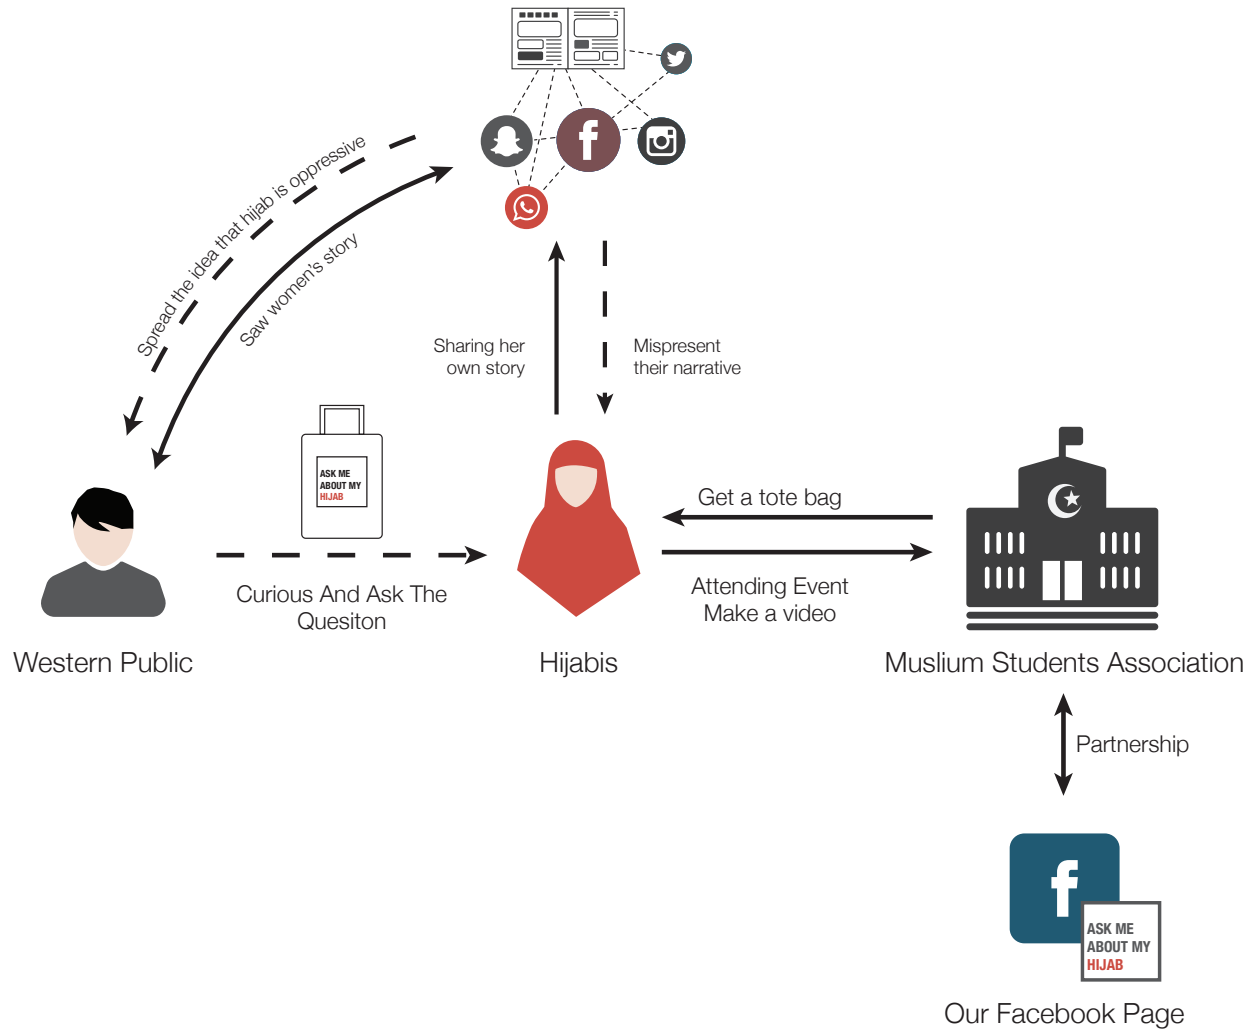 Spread the idea that hijab is oppressive
Saw women's story
Sharing her
own story
Mispresent
their narrative
ASK ME
ABOUT MY
HIJAB
Get a tote bag
Curious And Ask The
Quesiton
Attending Event
Make a video
Western Public
Hijabis
Muslium Students Association
Partnership
f
f
ASK ME
ABOUT MY
HIJAB
Our Facebook Page